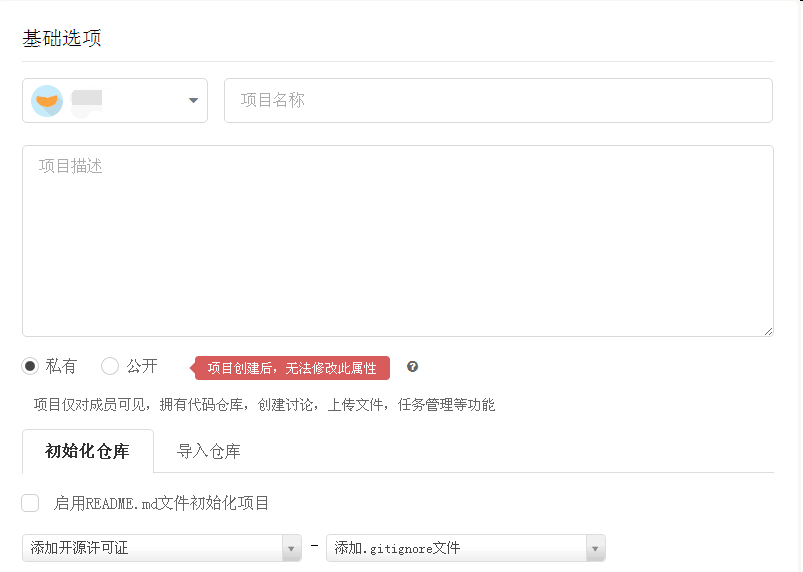 基础选项
项目名称
项目描述
私有 公开 项目创建后，无法修改此属性 ?
项目仅对成员可见，拥有代码仓库，创建讨论，上传文件，任务管理等功能
初始化仓库 导入仓库
启用README.md文件初始化项目
添加开源许可证 - 添加.gitignore文件